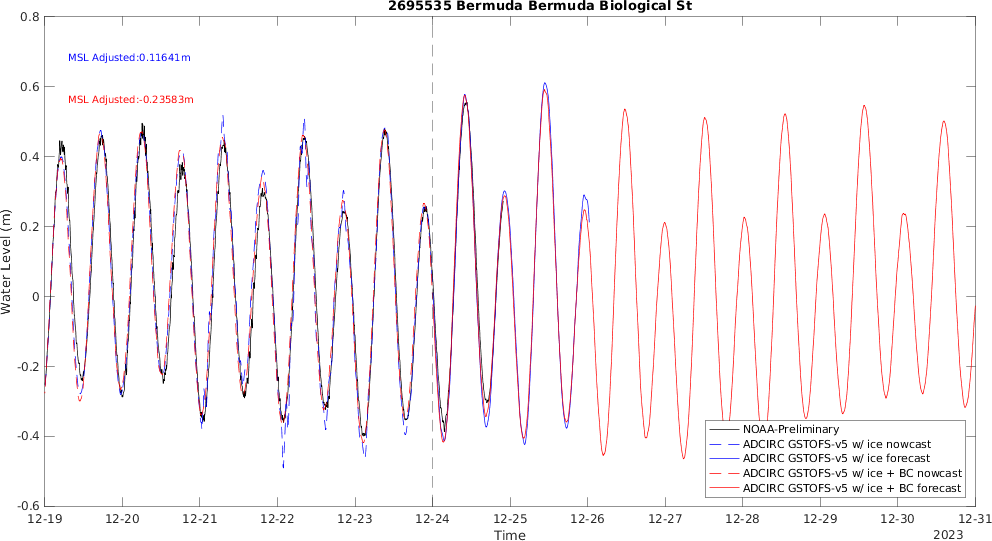 2695535 Bermuda Bermuda Biological St
MSL Adjusted:0.11641m
MSL Adjusted:-0.23583m
Water Level (m)
0.8
0.6
0.4
0.2
0
-0.2
-0.4
-0.6
NOAA-Preliminary
ADCIRC GSTOFS-v5 w/ ice nowcast
ADCIRC GSTOFS-v5 w/ ice forecast
ADCIRC GSTOFS-v5 w/ ice + BC nowcast
ADCIRC GSTOFS-v5 w/ ice + BC forecast
12-19 12-20 12-21 12-22 12-23 12-24 12-25 12-26 12-27 12-28 12-29 12-30 12-31
Time
2023